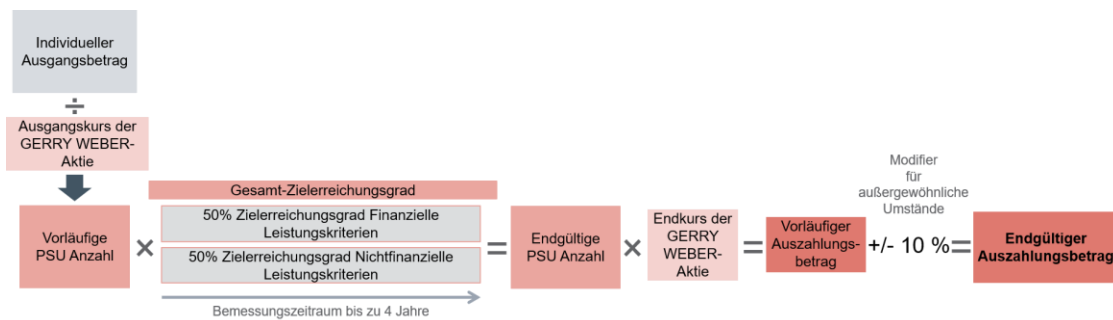 Individueller
Ausgangsbetrag
÷
Ausgangskurs der
GERRY WEBER-
Aktie
Vorläufige
PSU Anzahl
×
Gesamt-Zielerreichungsgrad
50% Zielerreichungsgrad Finanzielle
Leistungskriterien
50% Zielerreichungsgrad Nichtfinanzielle
Leistungskriterien
Bemessungszeitraum bis zu 4 Jahre
=
Endgültige
PSU Anzahl
×
Endkurs der
GERRY
WEBER-
Aktie
=
Vorläufiger
Auszahlungs-
betrag
Modifier
für
außergewöhnliche
Umstände
+/- 10 %
=
Endgültiger
Auszahlungsbetrag